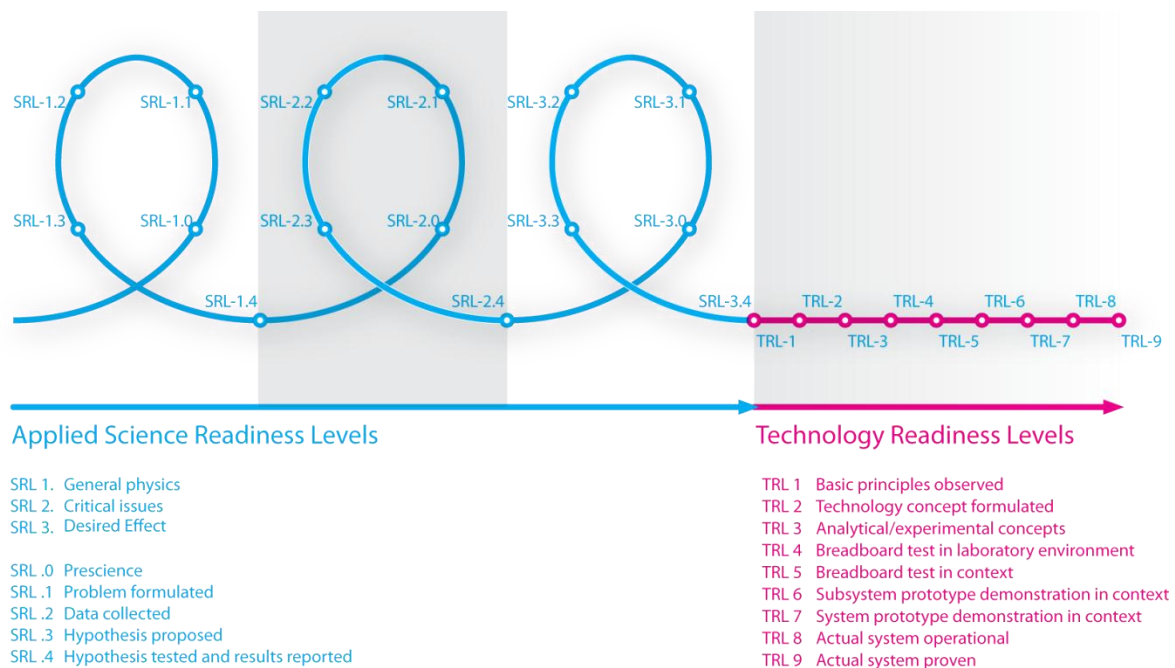 SRL-1.2
SRL-1.1
SRL-2.2
SRL-2.1
SRL-3.2
SRL-3.1
SRL-1.3
SRL-1.0
SRL-2.3
SRL-2.0
SRL-3.3
SRL-3.0
SRL-1.4
SRL-2.4
SRL-3.4
TRL-2
TRL-4
TRL-6
TRL-8
TRL-1
TRL-3
TRL-5
TRL-7
TRL-9
Applied Science Readiness Levels
SRL 1. General physics
SRL 2. Critical issues
SRL 3. Desired Effect
SRL .0 Prescience
SRL .1 Problem formulated
SRL .2 Data collected
SRL .3 Hypothesis proposed
SRL .4 Hypothesis tested and results reported
Technology Readiness Levels
TRL 1 Basic principles observed
TRL 2 Technology concept formulated
TRL 3 Analytical/experimental concepts
TRL 4 Breadboard test in laboratory environment
TRL 5 Breadboard test in context
TRL 6 Subsystem prototype demonstration in context
TRL 7 System prototype demonstration in context
TRL 8 Actual system operational
TRL 9 Actual system proven